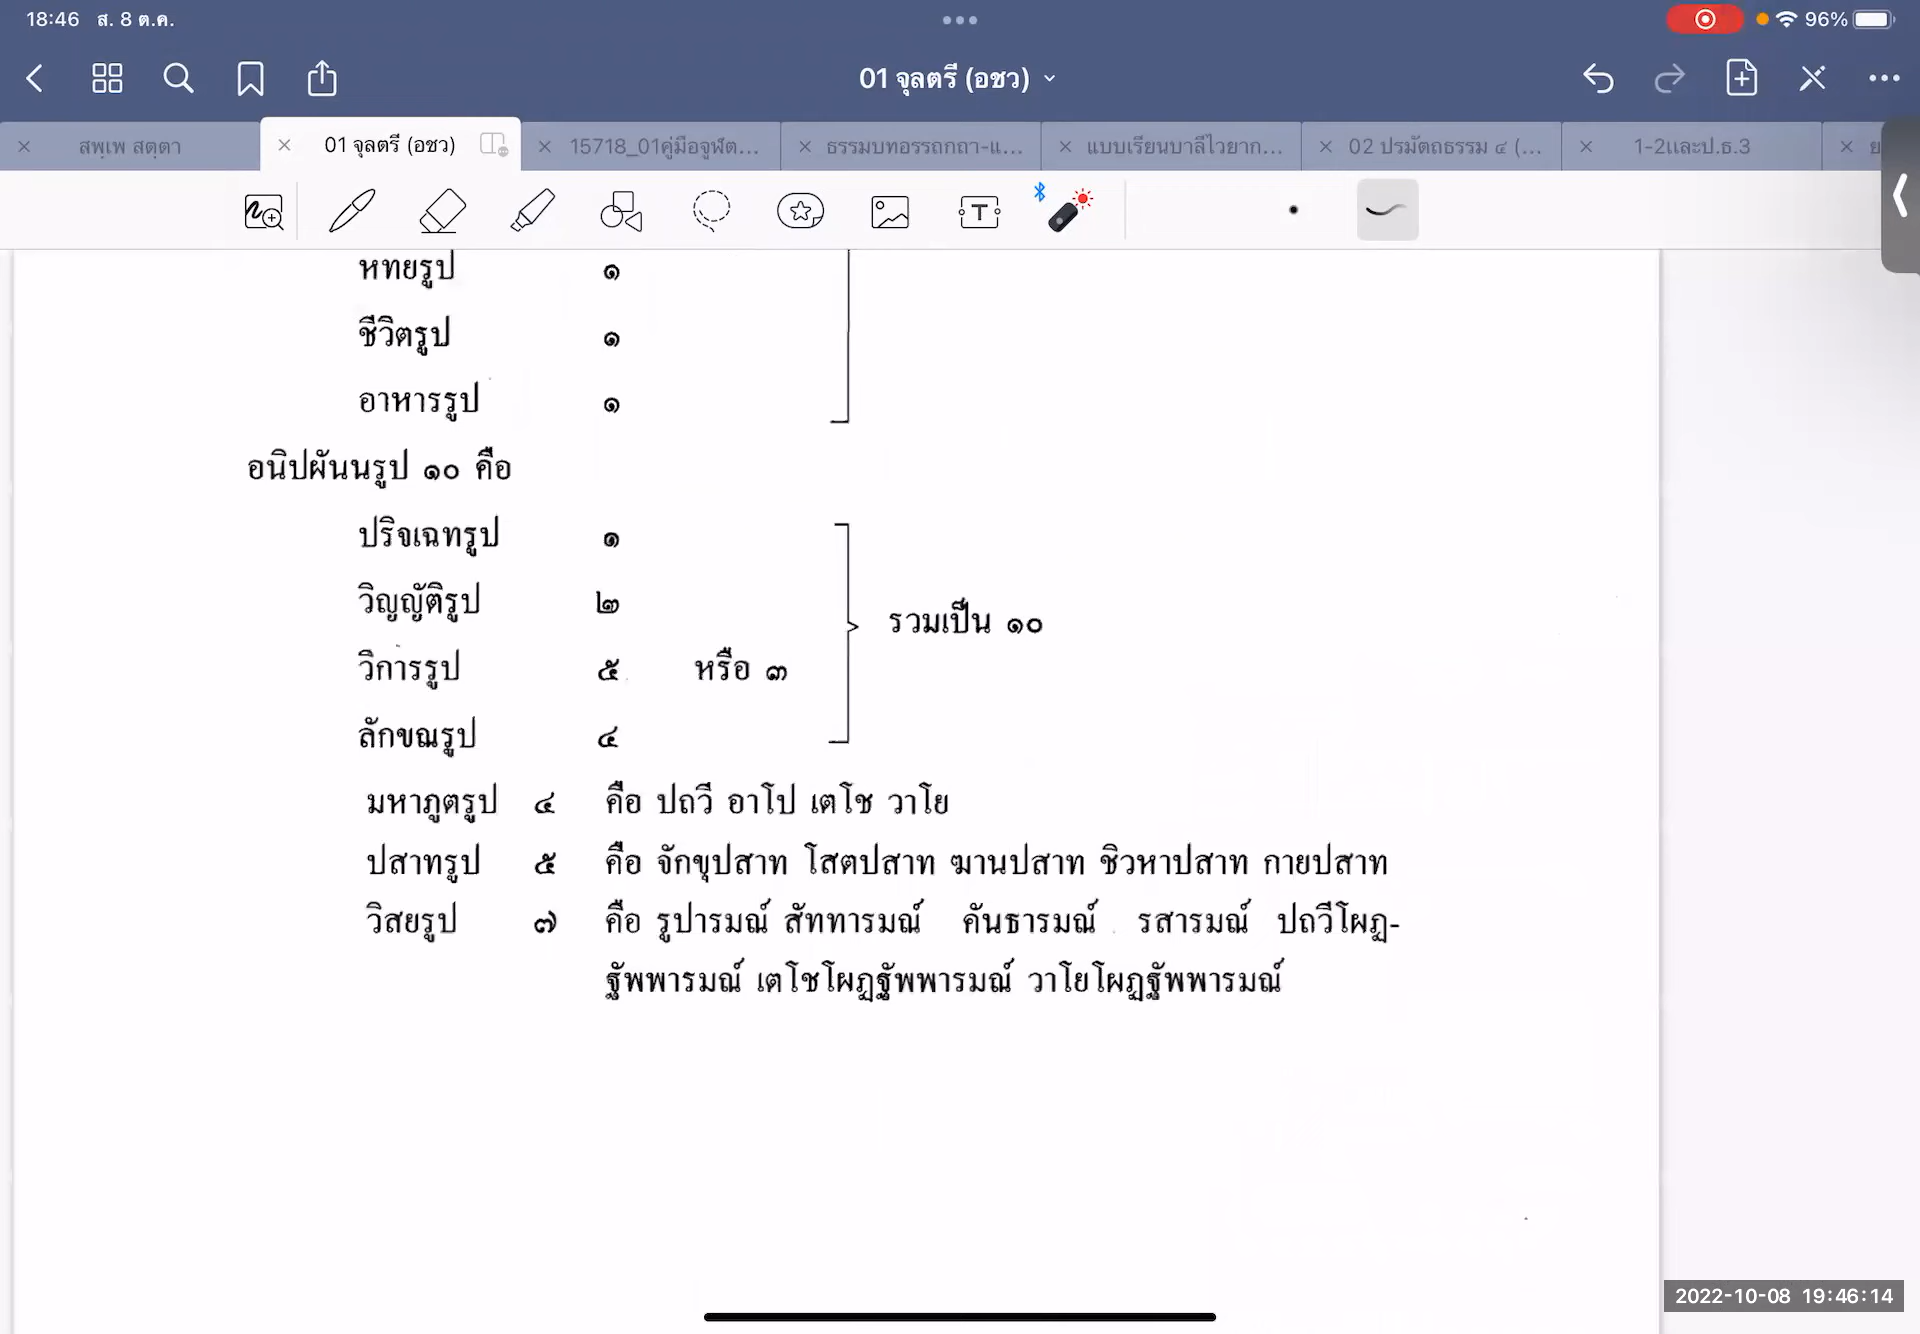 18:46 ส. 8 ต.ค.
96%
01 จุลตรี (อชว)
สพฺเพ สตฺตา
01 จุลตรี (อชว)
15718_01คู่มือจูฬต...
ธรรมบทอรรถกถา-แ...
แบบเรียนบาลีไวยาก...
02 ปรมัตถธรรม ๔ (...
1-2และป.ธ.3
ย
หทยรูป ๑
ชีวิตรูป ๑
อาหารรูป ๑
อนิปผันนรูป ๑๐ คือ
ปริจเฉทรูป ๑
วิญญัติรูป ๒
รวมเป็น ๑๐
วิการรูป ๕ หรือ ๓
ลักขณรูป ๔
มหาภูตรูป ๔ คือ ปถวี อาโป เตโช วาโย
ปสาทรูป ๕ คือ จักขุปสาท โสตปสาท ฆานปสาท ชิวหาปสาท กายปสาท
วิสยรูป ๗ คือ รูปารมณ์ สัททารมณ์ คันธารมณ์ รสารมณ์ ปถวีโผฏ-
ฐัพพารมณ์ เตโชโผฏฐัพพารมณ์ วาโยโผฏฐัพพารมณ์
2022-10-08 19:46:14